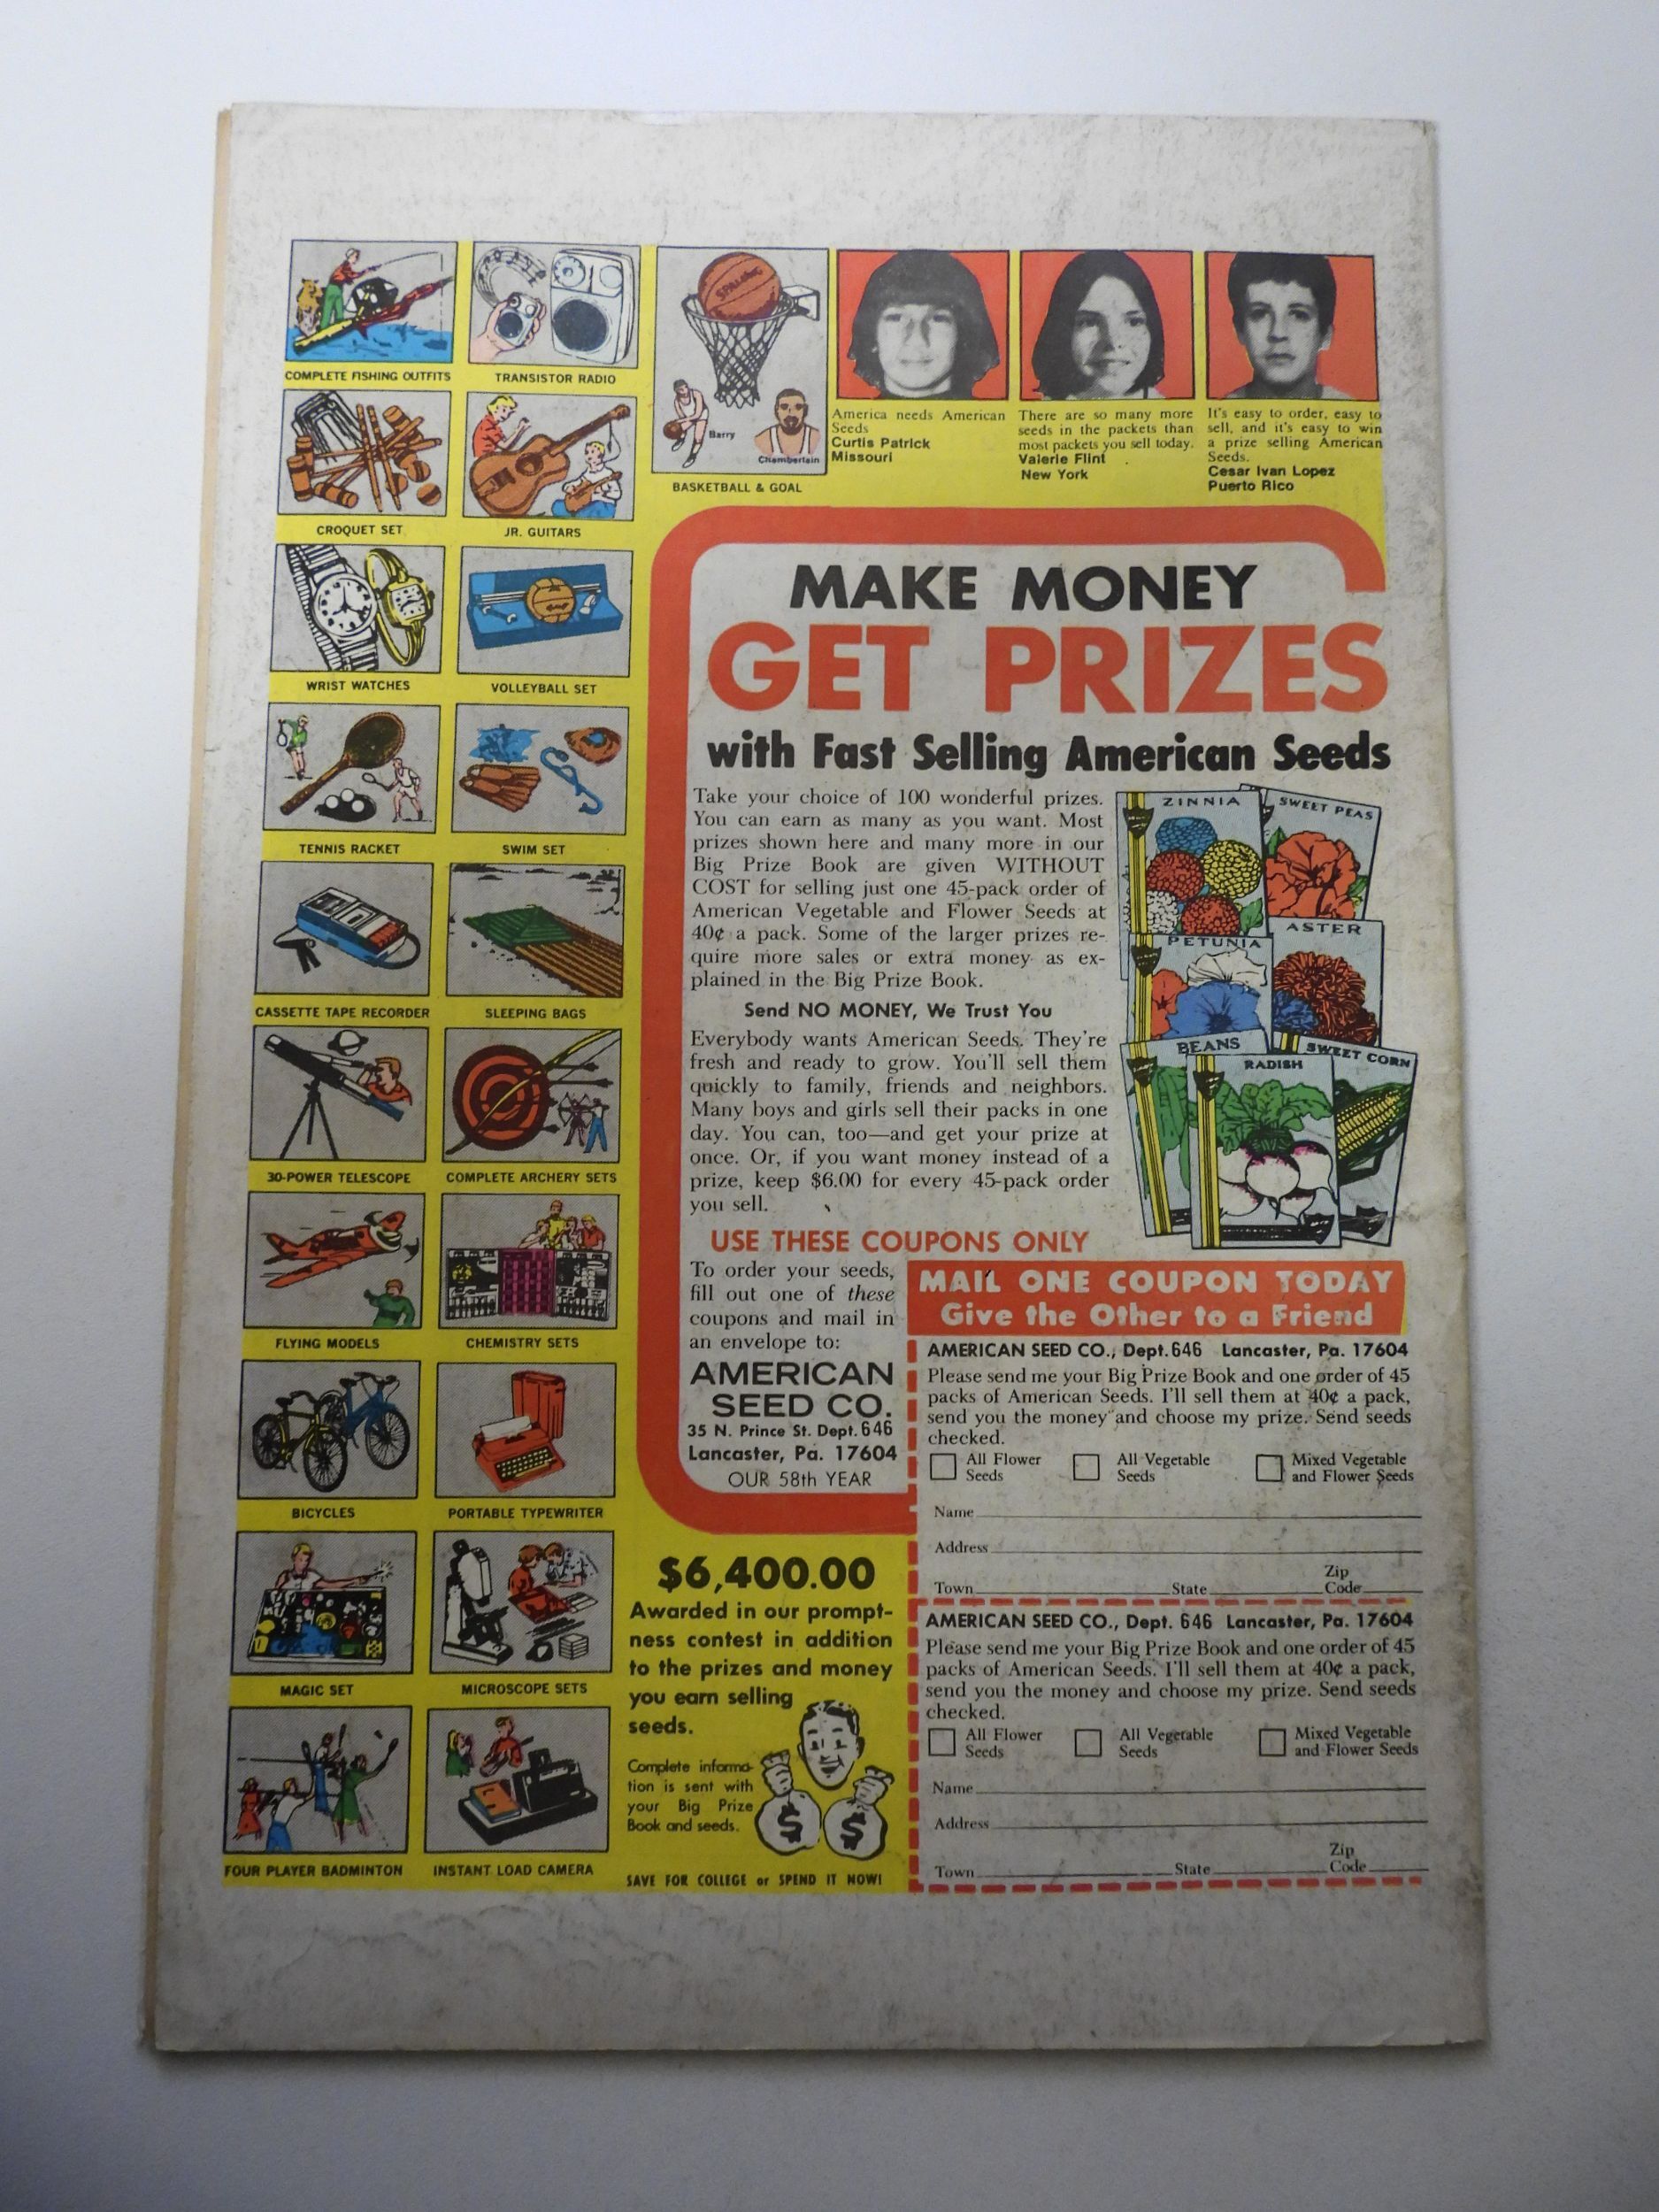 COMPLETE FISHING OUTFITS
TRANSISTOR RADIO
CROQUET SET
JR. GUITARS
WRIST WATCHES
VOLLEYBALL SET
TENNIS RACKET
SWIM SET
CASSETTE TAPE RECORDER
SLEEPING BAGS
30-POWER TELESCOPE
COMPLETE ARCHERY SETS
FLYING MODELS
CHEMISTRY SETS
BICYCLES
PORTABLE TYPEWRITER
MAGIC SET
MICROSCOPE SETS
FOUR PLAYER BADMINTON
INSTANT LOAD CAMERA
SPALDING
Barry
Chamberlain
BASKETBALL & GOAL
America needs American
Seeds
Curtis Patrick
Missouri
There are so many more
seeds in the packets than
most packets you sell today.
Valerie Flint
New York
It's easy to order, easy to
sell, and it's easy to win
a prize selling American
Seeds.
Cesar Ivan Lopez
Puerto Rico
MAKE MONEY
GET PRIZES
with Fast Selling American Seeds
Take your choice of 100 wonderful prizes.
You can earn as many as you want. Most
prizes shown here and many more in our
Big Prize Book are given WITHOUT
COST for selling just one 45-pack order of
American Vegetable and Flower Seeds at
40¢ a pack. Some of the larger prizes re-
quire more sales or extra money as ex-
plained in the Big Prize Book.
Send NO MONEY, We Trust You
Everybody wants American Seeds. They're
fresh and ready to grow. You'll sell them
quickly to family, friends and neighbors.
Many boys and girls sell their packs in one
day. You can, too—and get your prize at
once. Or, if you want money instead of a
prize, keep $6.00 for every 45-pack order
you sell.
ZINNIA
SWEET PEAS
PETUNIA
ASTER
BEANS
RADISH
SWEET CORN
USE THESE COUPONS ONLY
To order your seeds,
fill out one of these
coupons and mail in
an envelope to:
AMERICAN
SEED CO.
35 N. Prince St. Dept. 646
Lancaster, Pa. 17604
OUR 58th YEAR
MAIL ONE COUPON TODAY
Give the Other to a Friend
AMERICAN SEED CO., Dept. 646 Lancaster, Pa. 17604
Please send me your Big Prize Book and one order of 45
packs of American Seeds. I'll sell them at 40¢ a pack,
send you the money and choose my prize. Send seeds
checked.
All Flower
Seeds
All Vegetable
Seeds
Mixed Vegetable
and Flower Seeds
Name
Address
Town State Zip Code
AMERICAN SEED CO., Dept. 646 Lancaster, Pa. 17604
Please send me your Big Prize Book and one order of 45
packs of American Seeds. I'll sell them at 40¢ a pack,
send you the money and choose my prize. Send seeds
checked.
All Flower
Seeds
All Vegetable
Seeds
Mixed Vegetable
and Flower Seeds
Name
Address
Town State Zip Code
$6,400.00
Awarded in our prompt-
ness contest in addition
to the prizes and money
you earn selling
seeds.
Complete informa-
tion is sent with
your Big Prize
Book and seeds.
$ $
SAVE FOR COLLEGE or SPEND IT NOW!